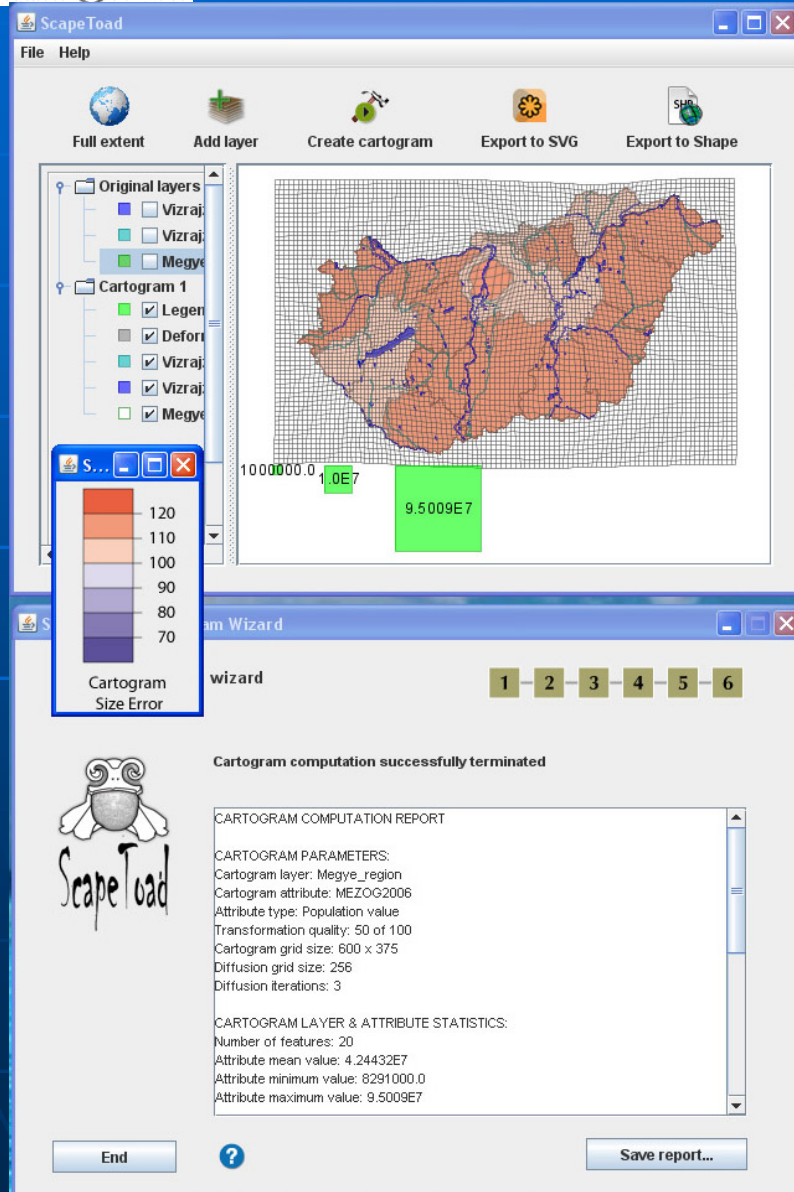 ScapeToad
File Help
Full extent
Add layer
Create cartogram
Export to SVG
SHP
Export to Shape
Original layers
Vizraj
Vizraj
Megye
Cartogram 1
Legen
Defor
Vizraj
Vizraj
Megye
1000000.0
1.0E7
9.5009E7
S...
120
110
100
90
80
70
Cartogram
Size Error
am Wizard
wizard
1 2 3 4 5 6
Cartogram computation successfully terminated
ScapeToad
CARTOGRAM COMPUTATION REPORT
CARTOGRAM PARAMETERS:
Cartogram layer: Megye_region
Cartogram attribute: MEZOG2006
Attribute type: Population value
Transformation quality: 50 of 100
Cartogram grid size: 600 x 375
Diffusion grid size: 256
Diffusion iterations: 3
CARTOGRAM LAYER & ATTRIBUTE STATISTICS:
Number of features: 20
Attribute mean value: 4.24432E7
Attribute minimum value: 8291000.0
Attribute maximum value: 9.5009E7
End
?
Save report...